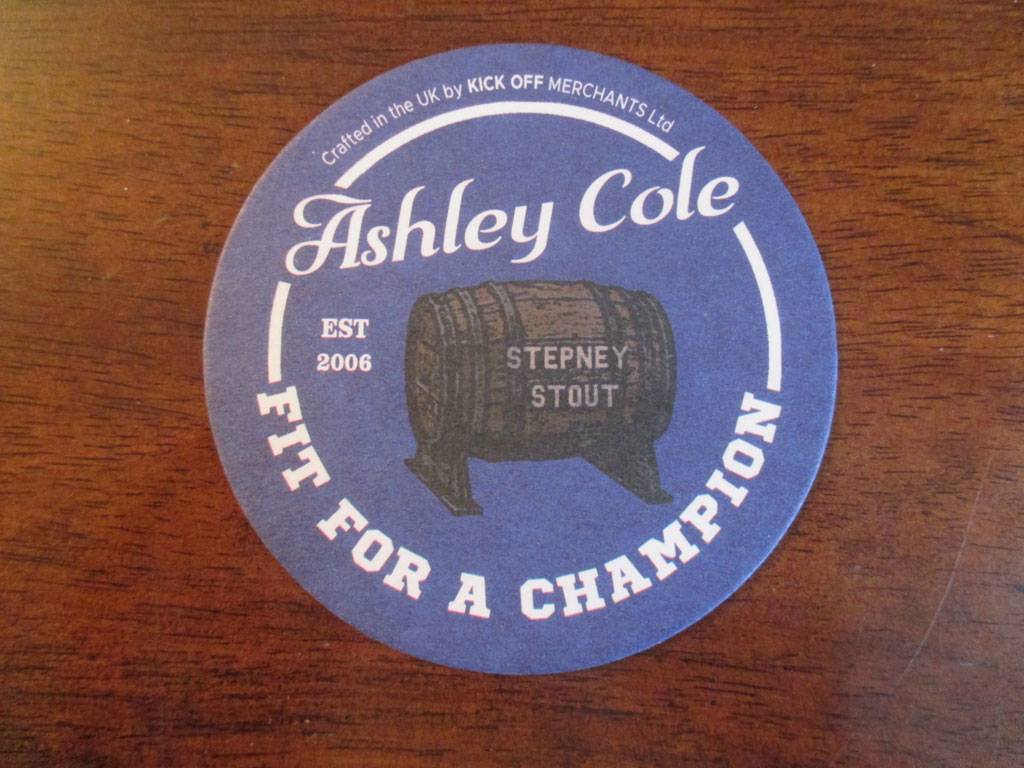 Crafted in the UK by KICK OFF MERCHANTS Ltd
Ashley Cole
EST
2006
STEPNEY
STOUT
FIT FOR A CHAMPION